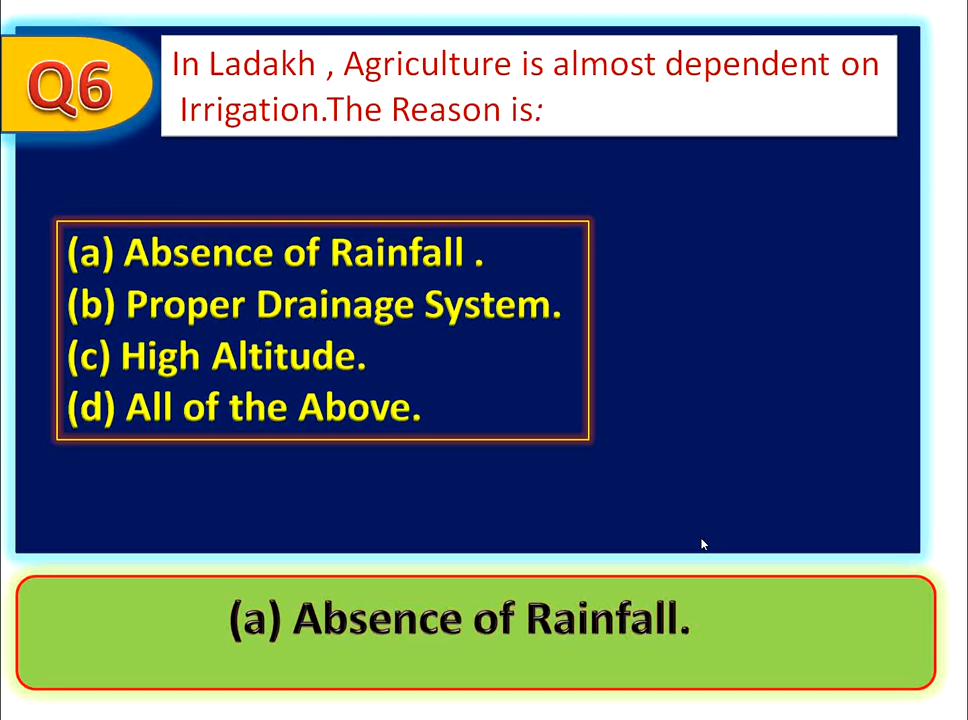 Q6
In Ladakh , Agriculture is almost dependent on
Irrigation.The Reason is:
(a) Absence of Rainfall .
(b) Proper Drainage System.
(c) High Altitude.
(d) All of the Above.
(a) Absence of Rainfall.